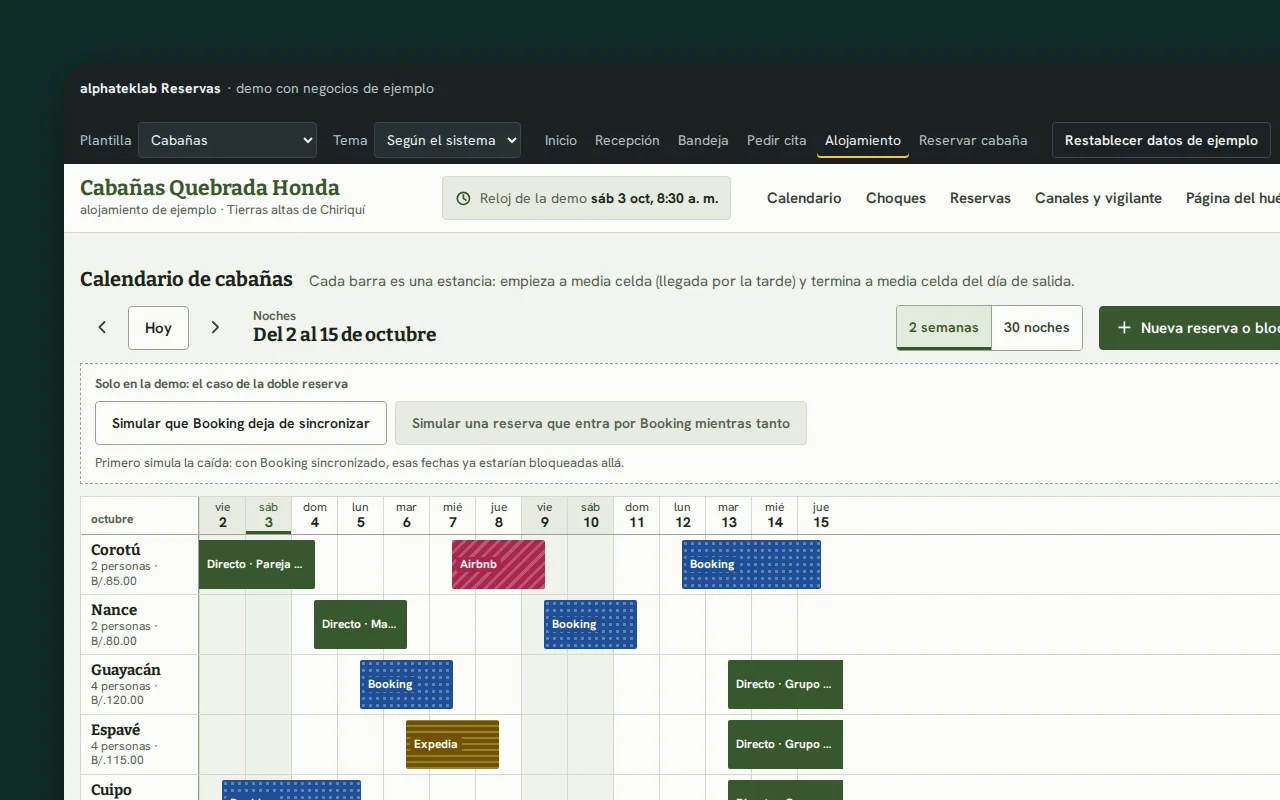 alphateklab Reservas · demo con negocios de ejemplo
Plantilla Cabañas Tema Según el sistema Inicio Recepción Bandeja Pedir cita Alojamiento Reservar cabaña Restablecer datos de ejemplo
Cabañas Quebrada Honda
alojamiento de ejemplo · Tierras altas de Chiriquí
Reloj de la demo sáb 3 oct, 8:30 a. m.
Calendario Choques Reservas Canales y vigilante Página del hué
Calendario de cabañas Cada barra es una estancia: empieza a media celda (llegada por la tarde) y termina a media celda del día de salida.
Hoy
Noches
Del 2 al 15 de octubre
2 semanas 30 noches
Nueva reserva o bloc
Solo en la demo: el caso de la doble reserva
Simular que Booking deja de sincronizar Simular una reserva que entra por Booking mientras tanto
Primero simula la caída: con Booking sincronizado, esas fechas ya estarían bloqueadas allá.
octubre
vie sáb dom lun mar mié jue vie sáb dom lun mar mié jue
2 3 4 5 6 7 8 9 10 11 12 13 14 15
Corotú
2 personas ·
B/.85.00
Directo · Pareja ... Airbnb Booking
Nance
2 personas ·
B/.80.00
Directo · Ma... Booking
Guayacán
4 personas ·
B/.120.00
Booking Directo · Grupo ...
Espavé
4 personas ·
B/.115.00
Expedia Directo · Grupo ...
Cuipo